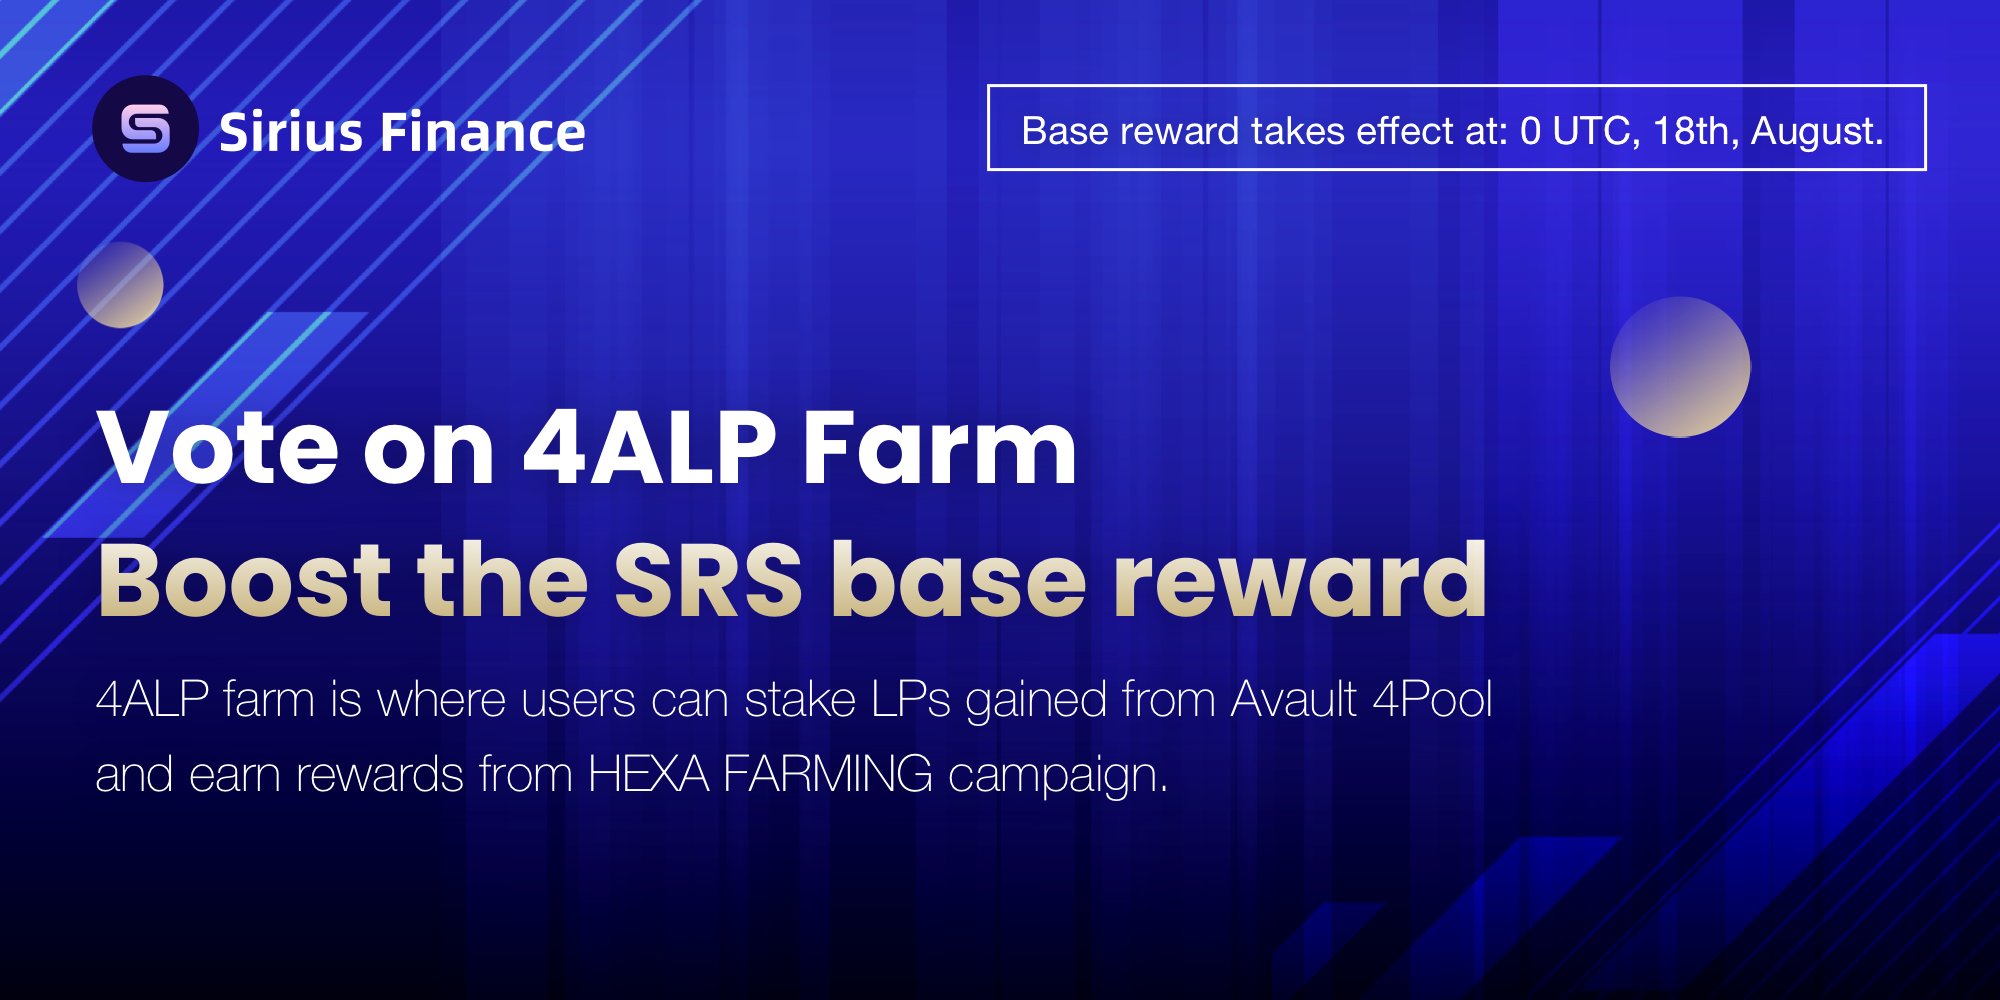 Sirius Finance
Base reward takes effect at: 0 UTC, 18th, August.
Vote on 4ALP Farm
Boost the SRS base reward
4ALP farm is where users can stake LPs gained from Avault 4Pool
and earn rewards from HEXA FARMING campaign.